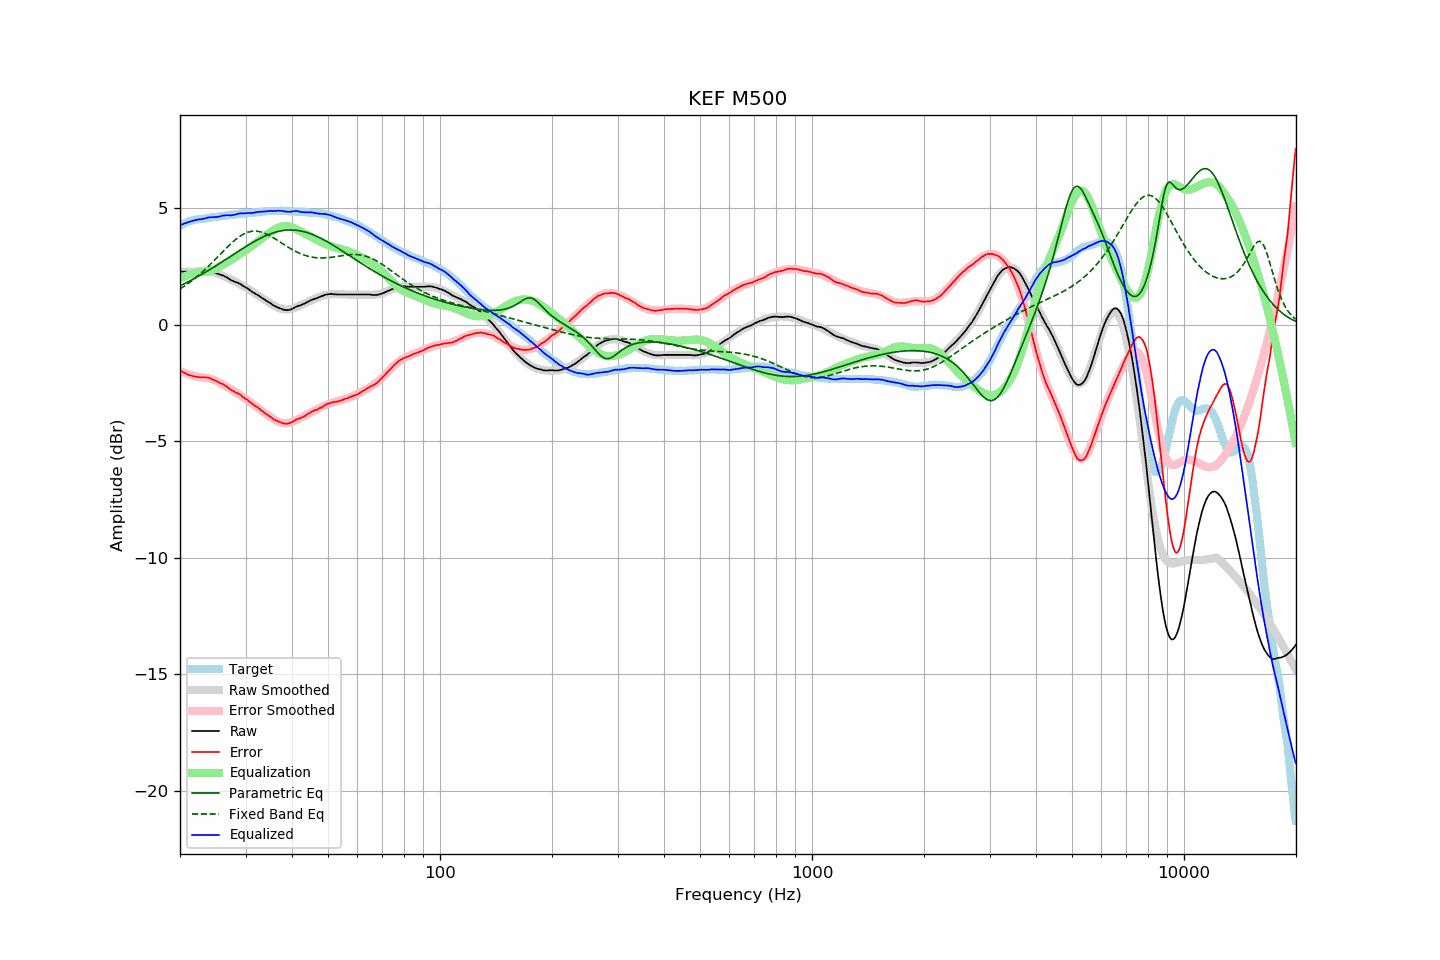 KEF M500
Amplitude (dBr)
5
0
−5
−10
−15
−20
Target
Raw Smoothed
Error Smoothed
Raw
Error
Equalization
Parametric Eq
Fixed Band Eq
Equalized
100 1000 10000
Frequency (Hz)